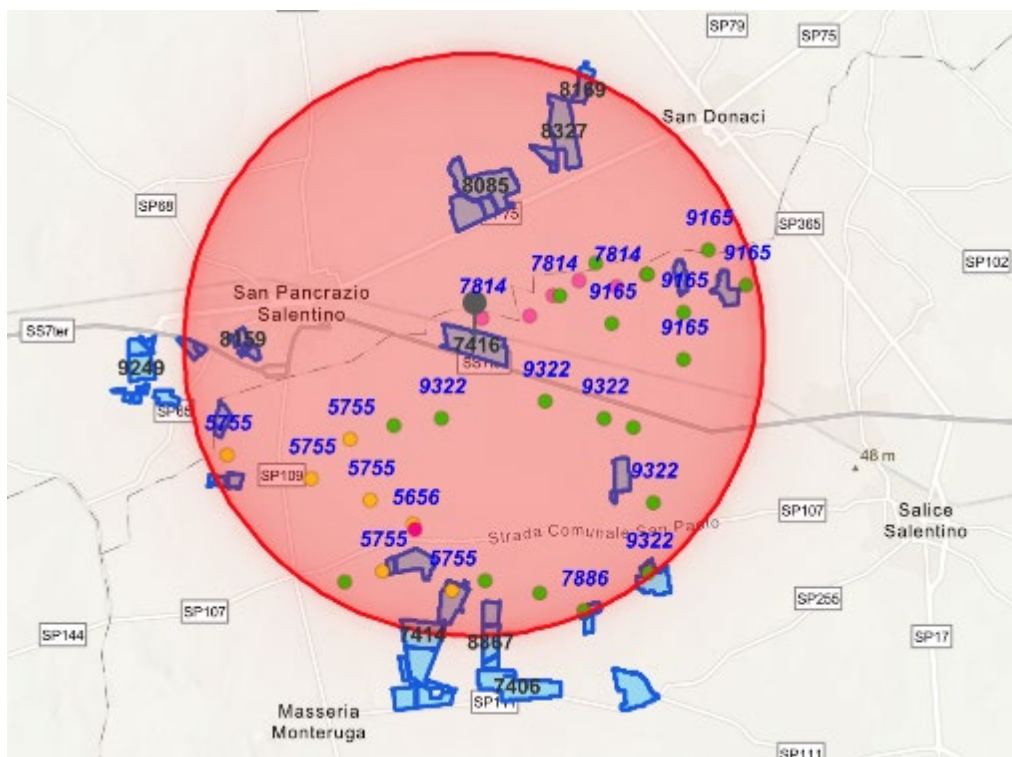 SP79
SP75
8169
San Donaci
8327
8085
SP68
9165
SP365
7814
7814
9165
SP102
7814
9165
9165
San Pancrazio
Salentino
9165
SS7ter
8159
7416
9249
9322
9322
9322
5755
5755
5755
SP109
5755
9322
48 m
5656
SP107
Salice
Salentino
Strada Comunale San Paolo
5755
5755
9322
7886
SP107
SP255
SP144
7414
8867
SP17
7406
Masseria
Monteruga
SP111